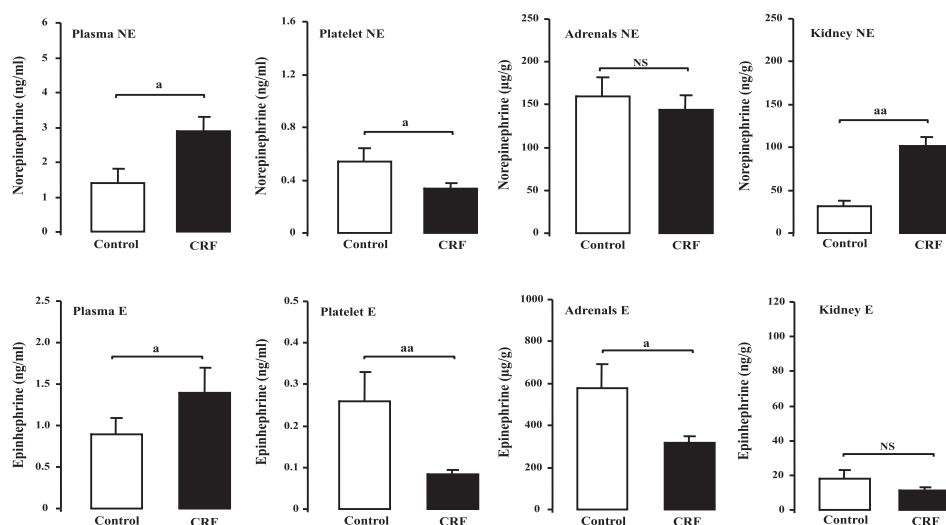 Plasma NE
Norepinephrine (ng/ml)
6
5
4
3
2
1
0
a
Control
CRF
Platelet NE
Norepinephrine (ng/ml)
1.6
1.2
0.6
0.4
0
a
Control
CRF
Adrenals NE
Norepinephrine (µg/g)
250
200
150
100
50
0
NS
Control
CRF
Kidney NE
Norepinephrine (ng/g)
250
200
150
100
50
0
aa
Control
CRF
Plasma E
Epinhephrine (ng/ml)
2.5
2.0
1.5
1.0
0.5
0
a
Control
CRF
Platelet E
Epinhephrine (ng/ml)
0.5
0.4
0.3
0.2
0.1
0
aa
Control
CRF
Adrenals E
Epinephrine (µg/g)
1000
800
600
400
200
0
a
Control
CRF
Kidney E
Epinephrine (ng/g)
120
100
80
60
40
20
0
NS
Control
CRF